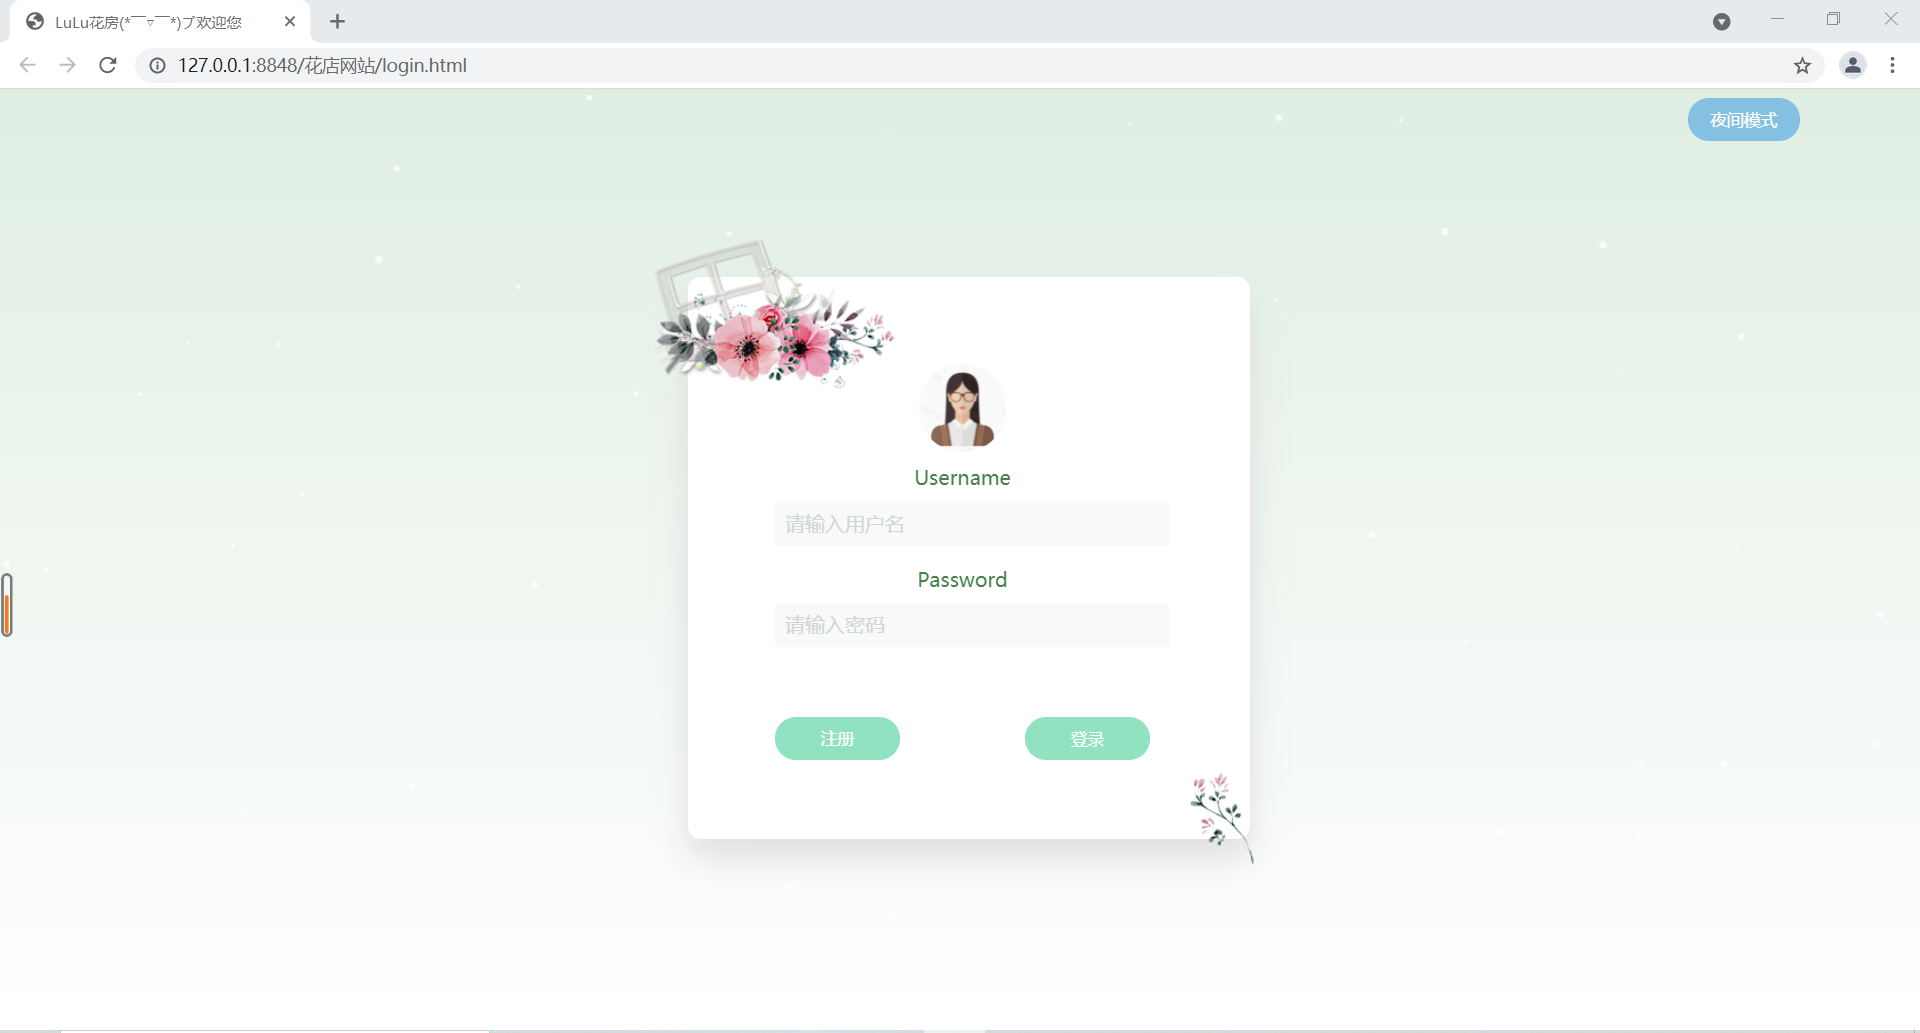 LuLu花房(*￣▽￣*)ブ欢迎您
127.0.0.1:8848/花店网站/login.html
夜间模式
Username
请输入用户名
Password
请输入密码
注册
登录